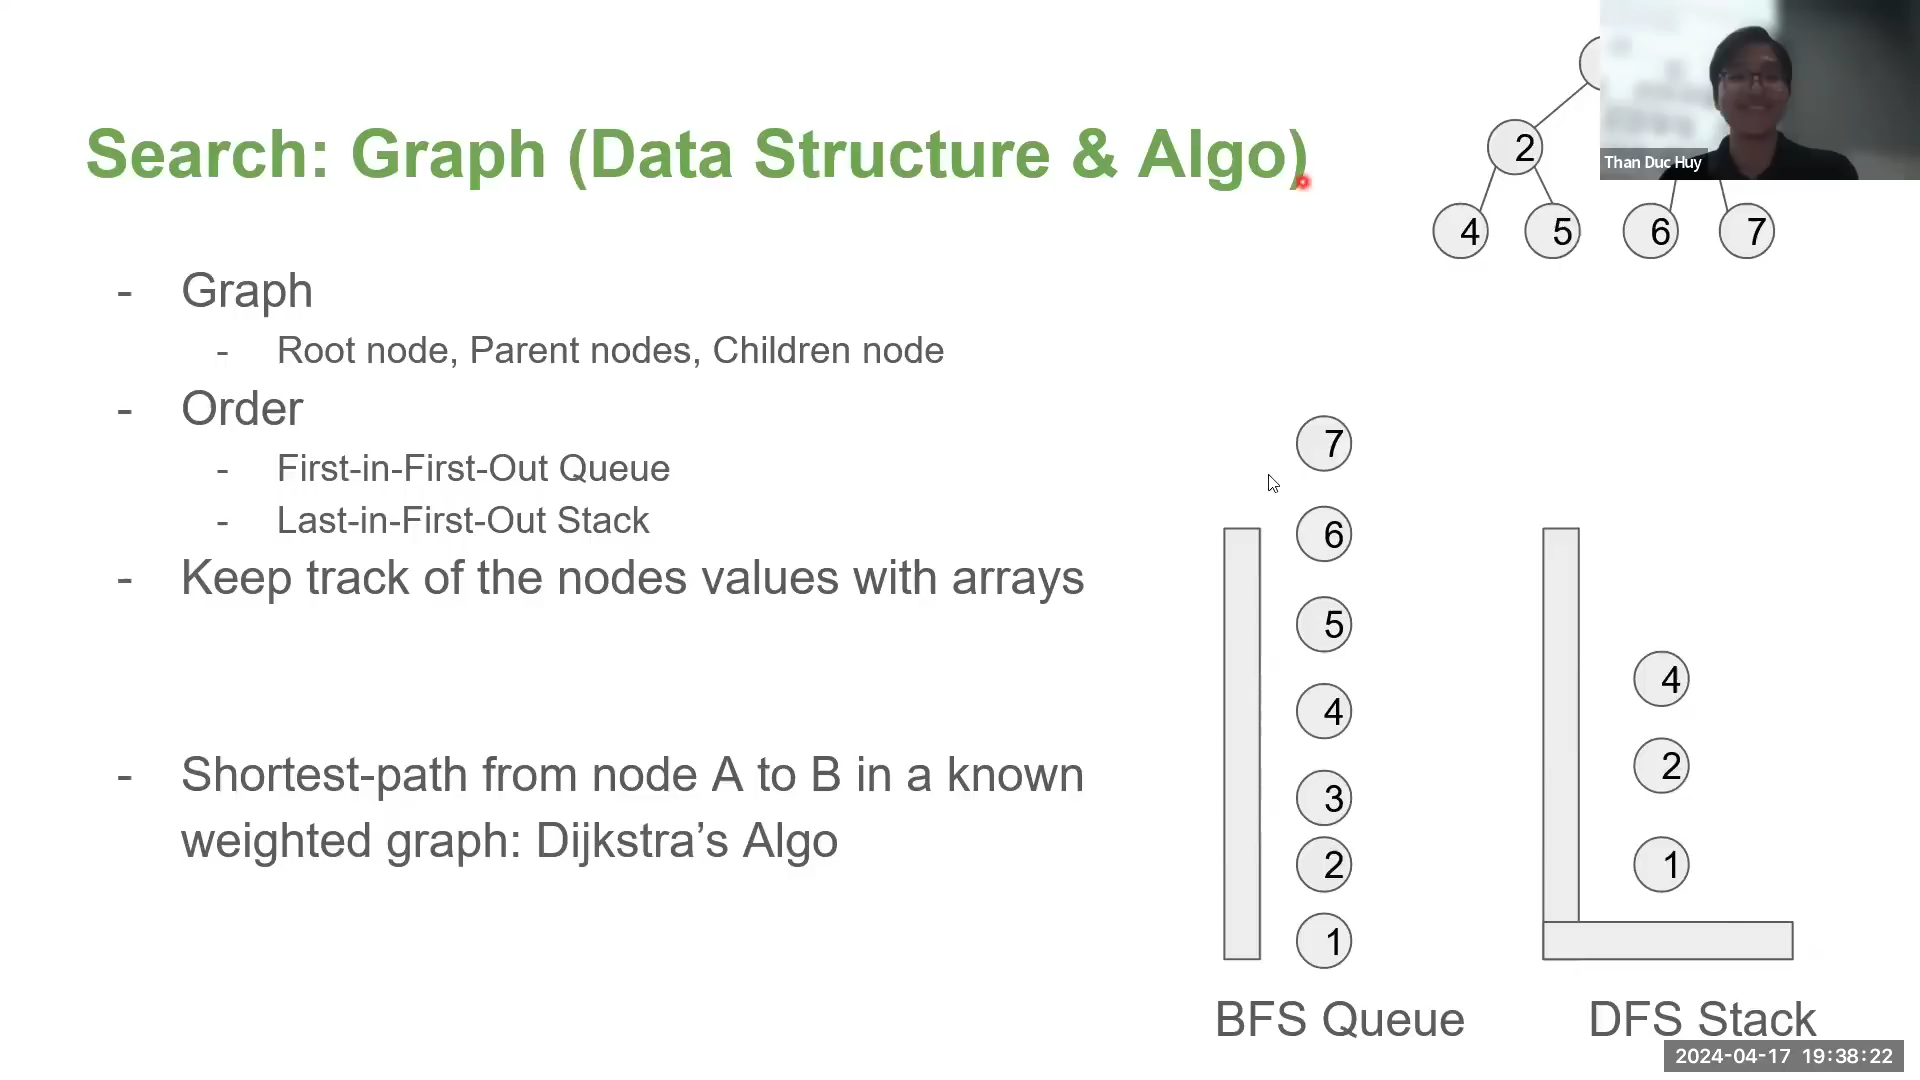 Search: Graph (Data Structure & Algo)
- Graph
- Root node, Parent nodes, Children node
- Order
- First-in-First-Out Queue
- Last-in-First-Out Stack
- Keep track of the nodes values with arrays
- Shortest-path from node A to B in a known
weighted graph: Dijkstra’s Algo
2
4 5 6 7
Than Duc Huy
7
6
5
4
3
2
1
BFS Queue
4
2
1
DFS Stack
2024-04-17 19:38:22